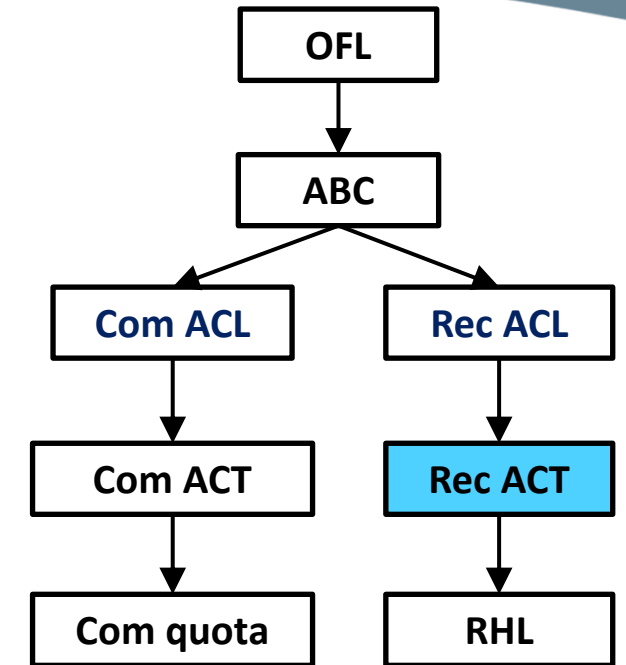 OFL
ABC
Com ACL
Rec ACL
Com ACT
Rec ACT
Com quota
RHL